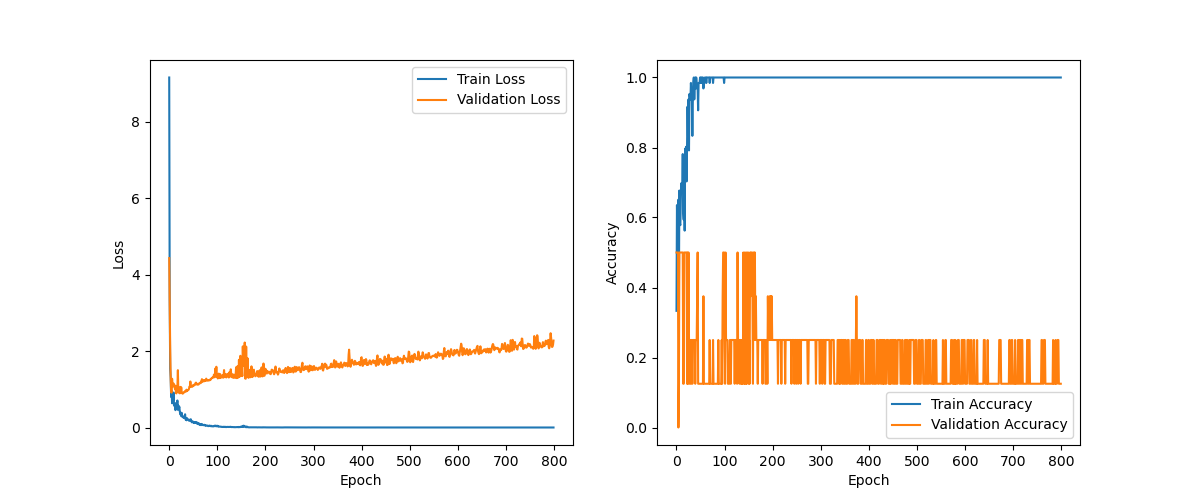 Train Loss
Validation Loss
8
6
4
2
0
Loss
0 100 200 300 400 500 600 700 800
Epoch
1.0
0.8
0.6
0.4
0.2
0.0
Accuracy
Train Accuracy
Validation Accuracy
0 100 200 300 400 500 600 700 800
Epoch